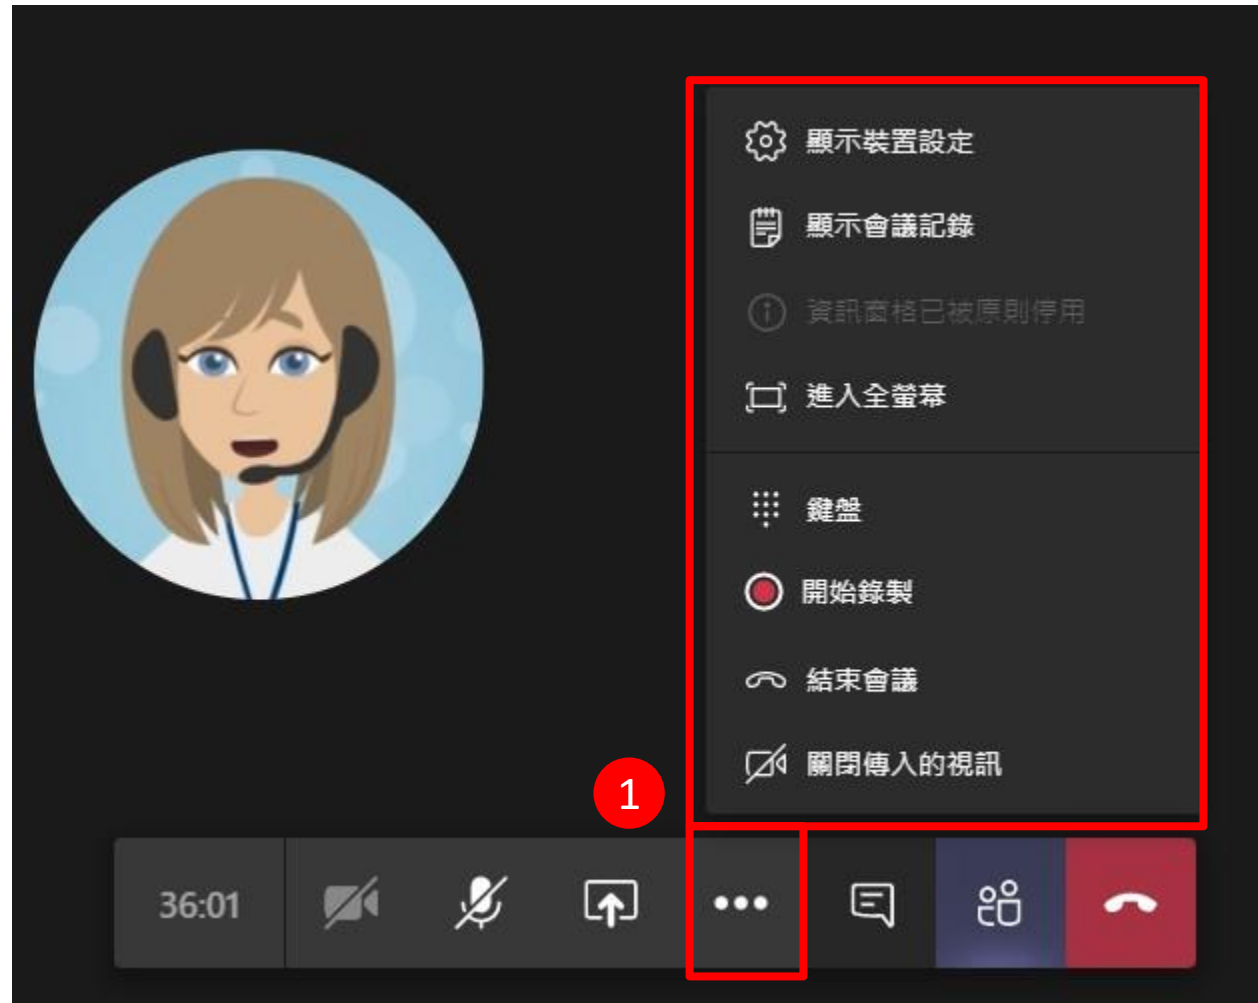 顯示裝置設定
顯示會議記錄
資訊窗格已被原則停用
進入全螢幕
鍵盤
開始錄製
結束會議
關閉傳入的視訊
1
36:01